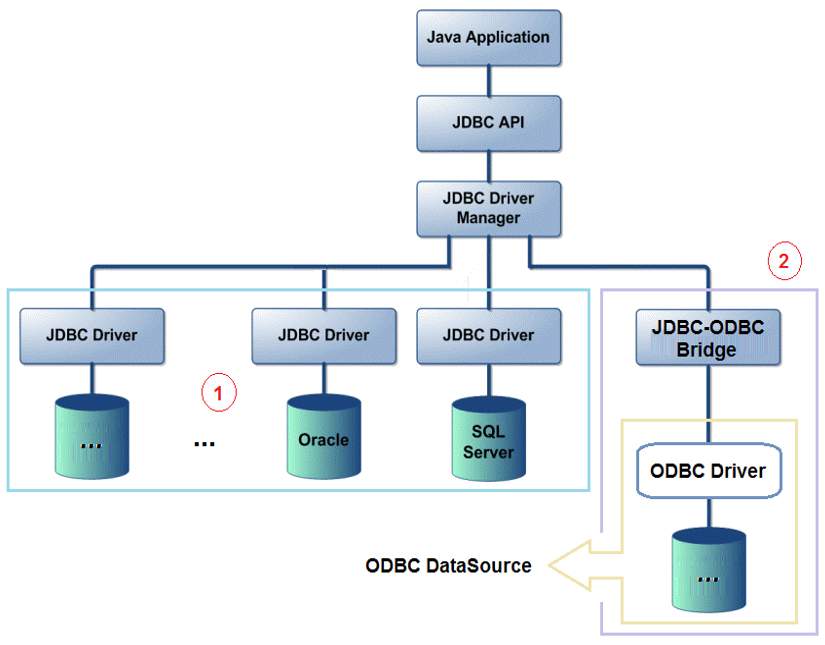 Java Application
JDBC API
JDBC Driver
Manager
2
JDBC Driver
JDBC Driver
JDBC Driver
JDBC-ODBC
Bridge
1
...
...
Oracle
SQL
Server
ODBC Driver
ODBC DataSource
...